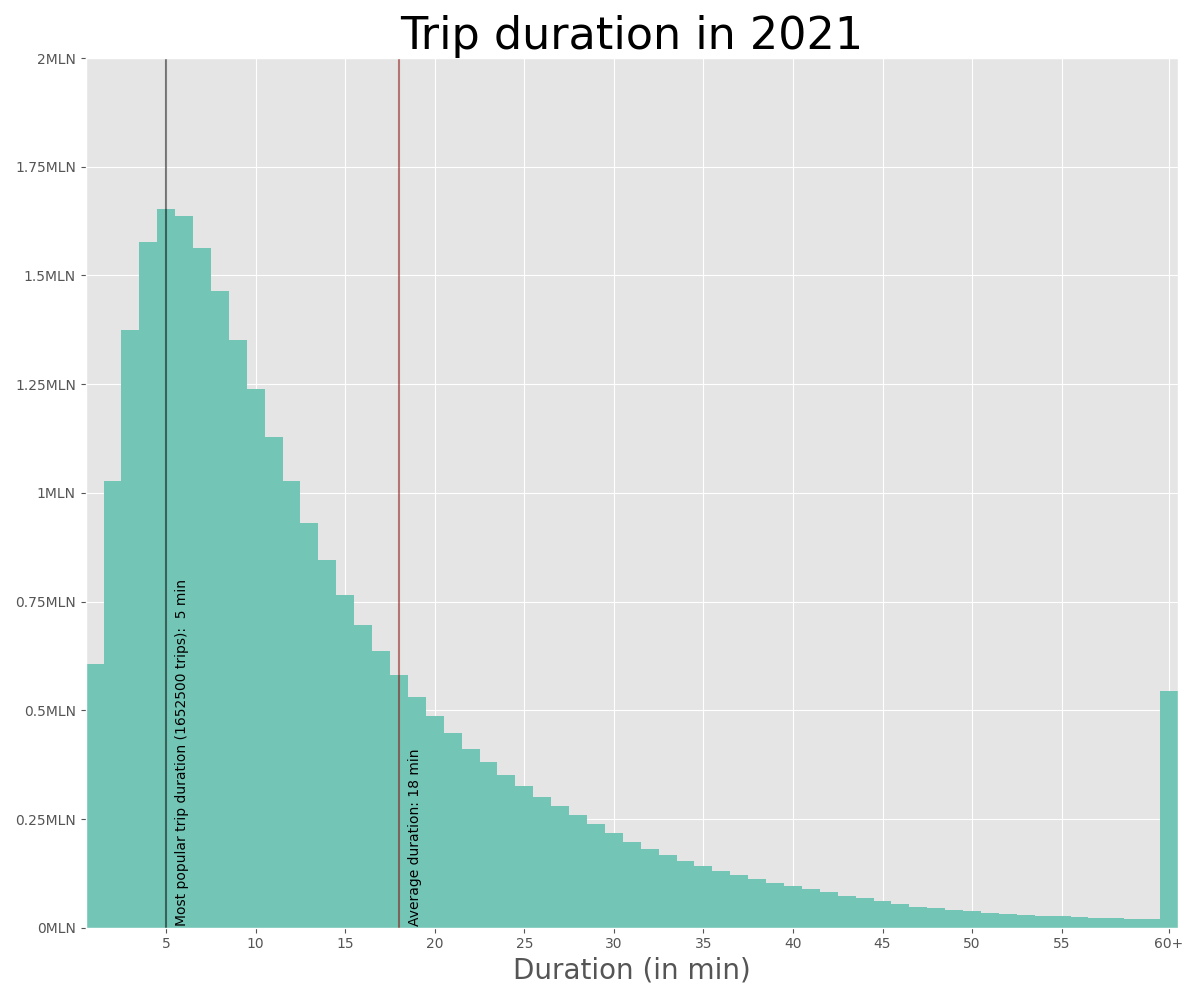 Trip duration in 2021
2MLN
1.75MLN
1.5MLN
1.25MLN
1MLN
0.75MLN
0.5MLN
0.25MLN
0MLN
Most popular trip duration (1652500 trips):  5 min
Average duration: 18 min
5 10 15 20 25 30 35 40 45 50 55 60+
Duration (in min)